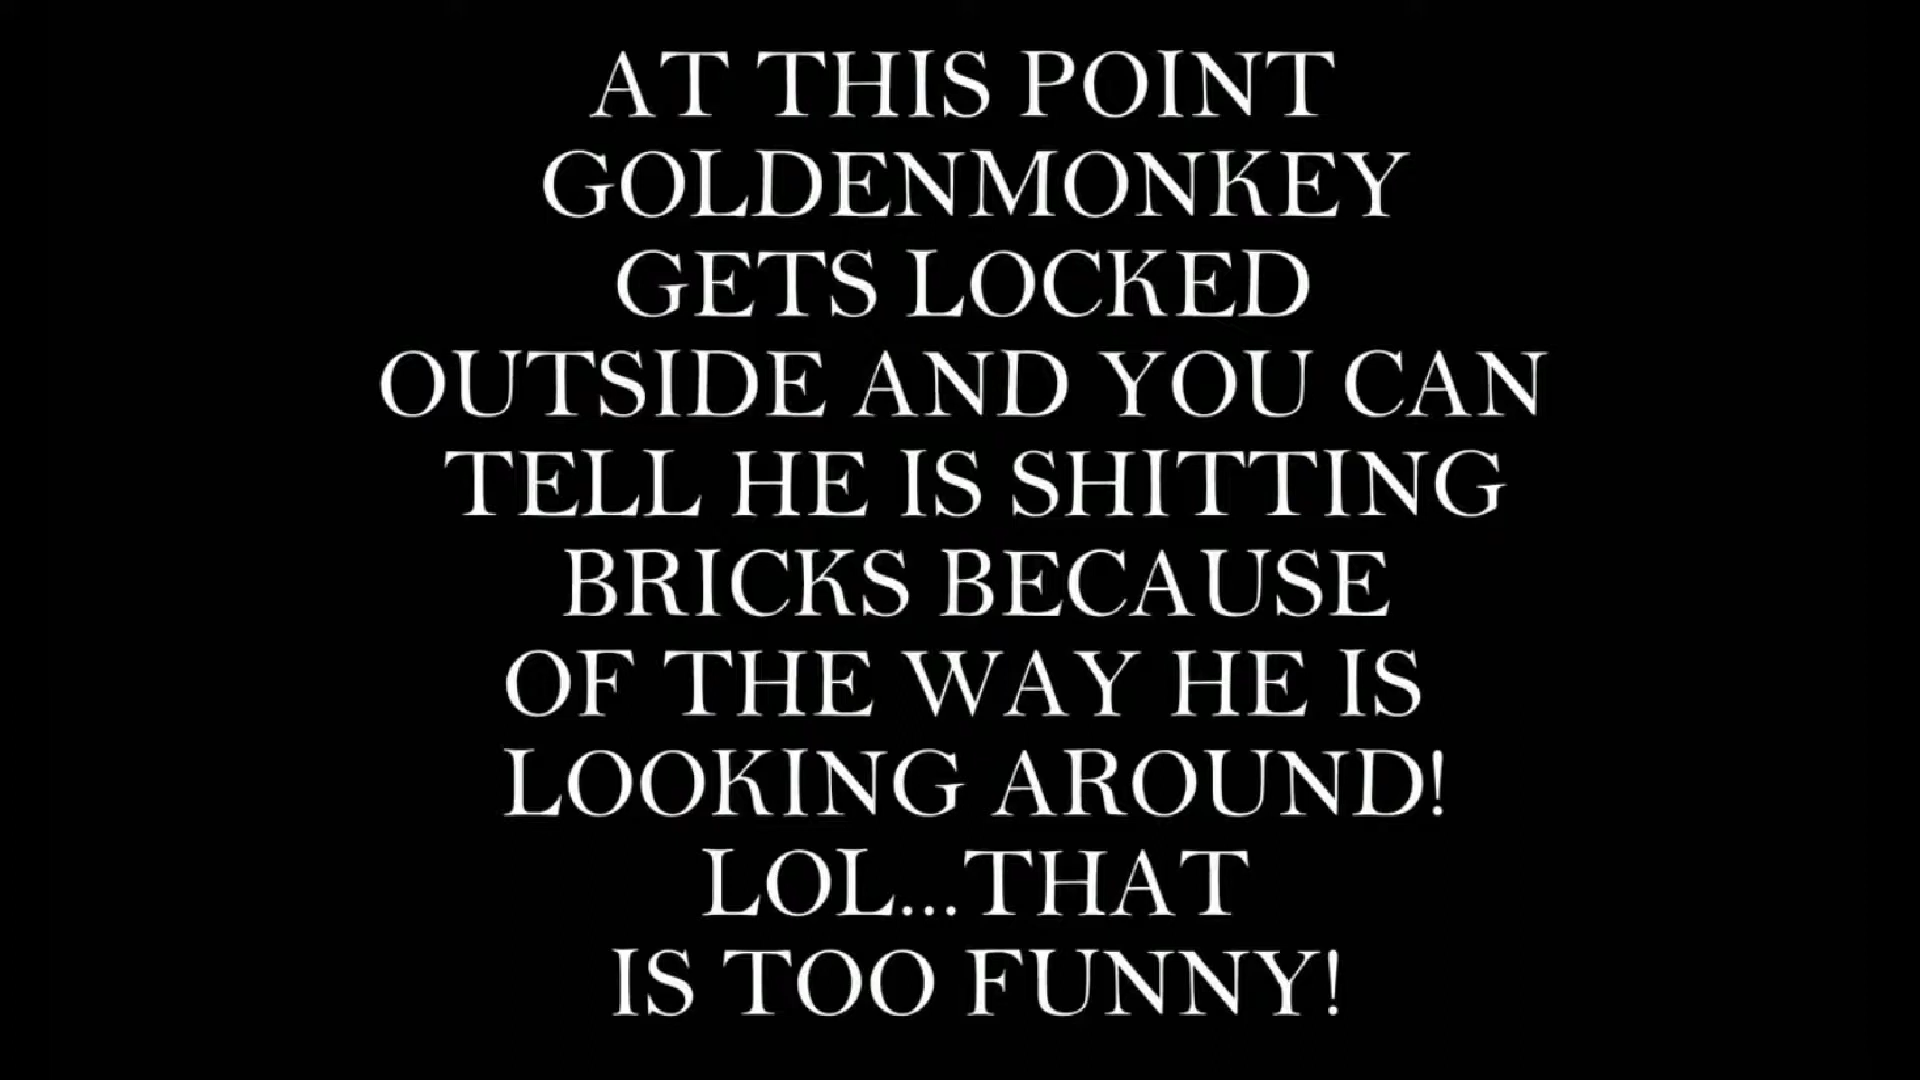 AT THIS POINT
GOLDENMONKEY
GETS LOCKED
OUTSIDE AND YOU CAN
TELL HE IS SHITTING
BRICKS BECAUSE
OF THE WAY HE IS
LOOKING AROUND!
LOL...THAT
IS TOO FUNNY!